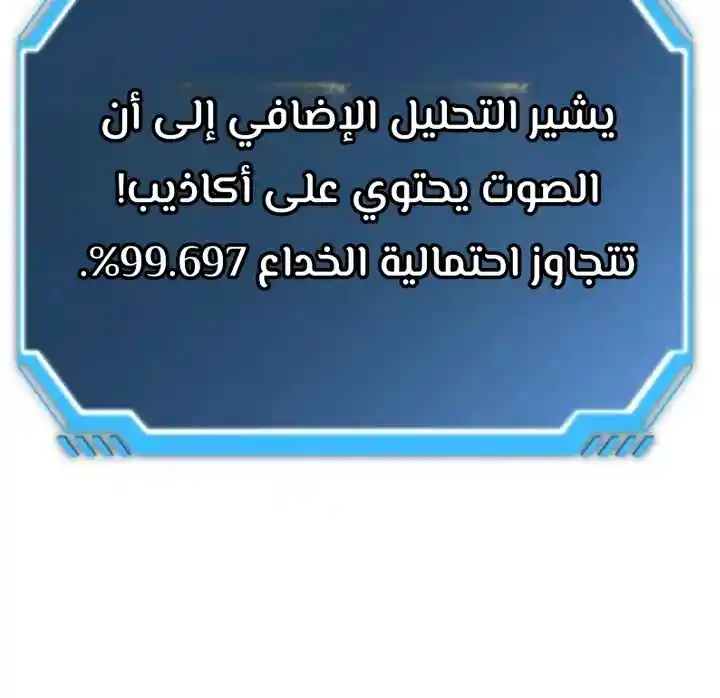 يشير التحليل الإضافي إلى أن
الصوت يحتوي على أكاذيب!
تتجاوز احتمالية الخداع 99.697%.